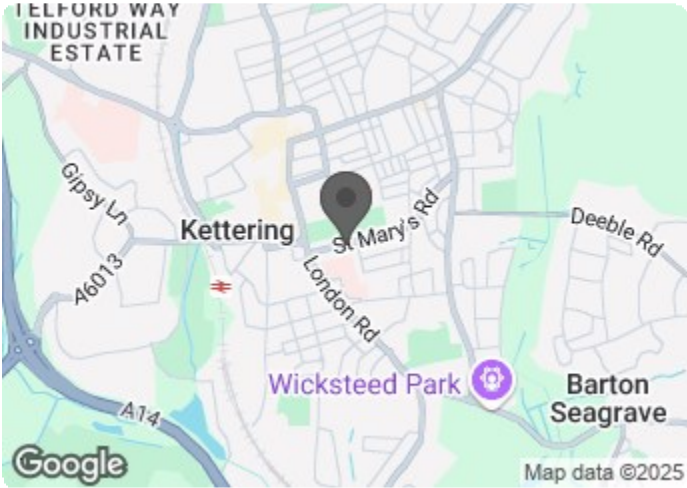 TELFORD WAY
INDUSTRIAL
ESTATE
Gipsy Ln
Kettering
St Mary's Rd
Deeble Rd
A6013
London Rd
Wicksteed Park
Barton
Seagrave
A14
Google
Map data ©2025